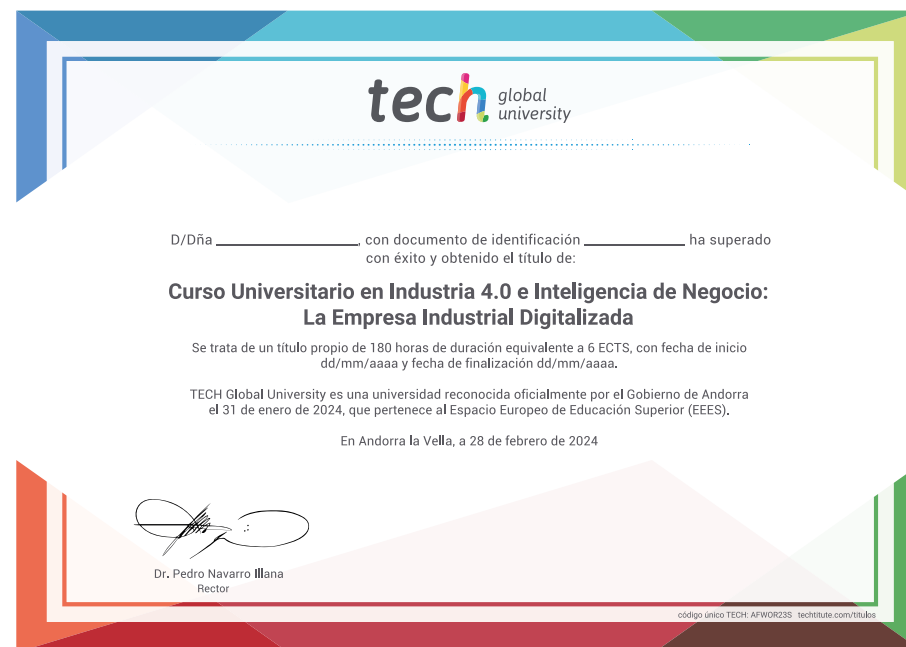 tech global
university
D/Dña ____________________, con documento de identificación ______________ ha superado
con éxito y obtenido el título de:
Curso Universitario en Industria 4.0 e Inteligencia de Negocio:
La Empresa Industrial Digitalizada
Se trata de un título propio de 180 horas de duración equivalente a 6 ECTS, con fecha de inicio
dd/mm/aaaa y fecha de finalización dd/mm/aaaa.
TECH Global University es una universidad reconocida oficialmente por el Gobierno de Andorra
el 31 de enero de 2024, que pertenece al Espacio Europeo de Educación Superior (EEES).
En Andorra la Vella, a 28 de febrero de 2024
Dr. Pedro Navarro Illana
Rector
código único TECH: AFWOR23S techtitute.com/titulos